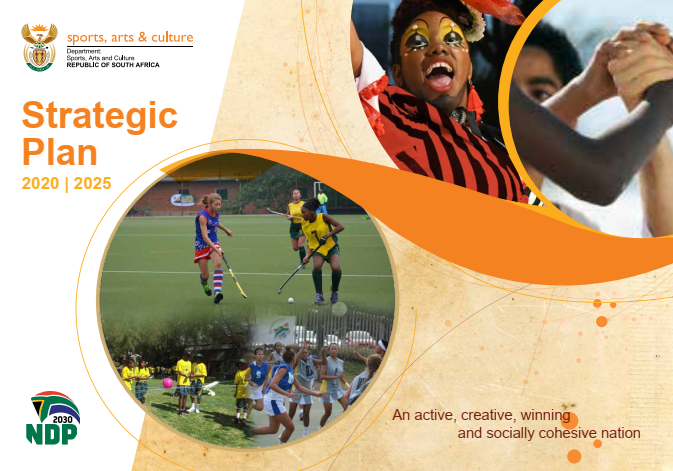 sports, arts & culture
Department:
Sports, Arts and Culture
REPUBLIC OF SOUTH AFRICA
Strategic
Plan
2020 | 2025
2030
NDP
An active, creative, winning
and socially cohesive nation